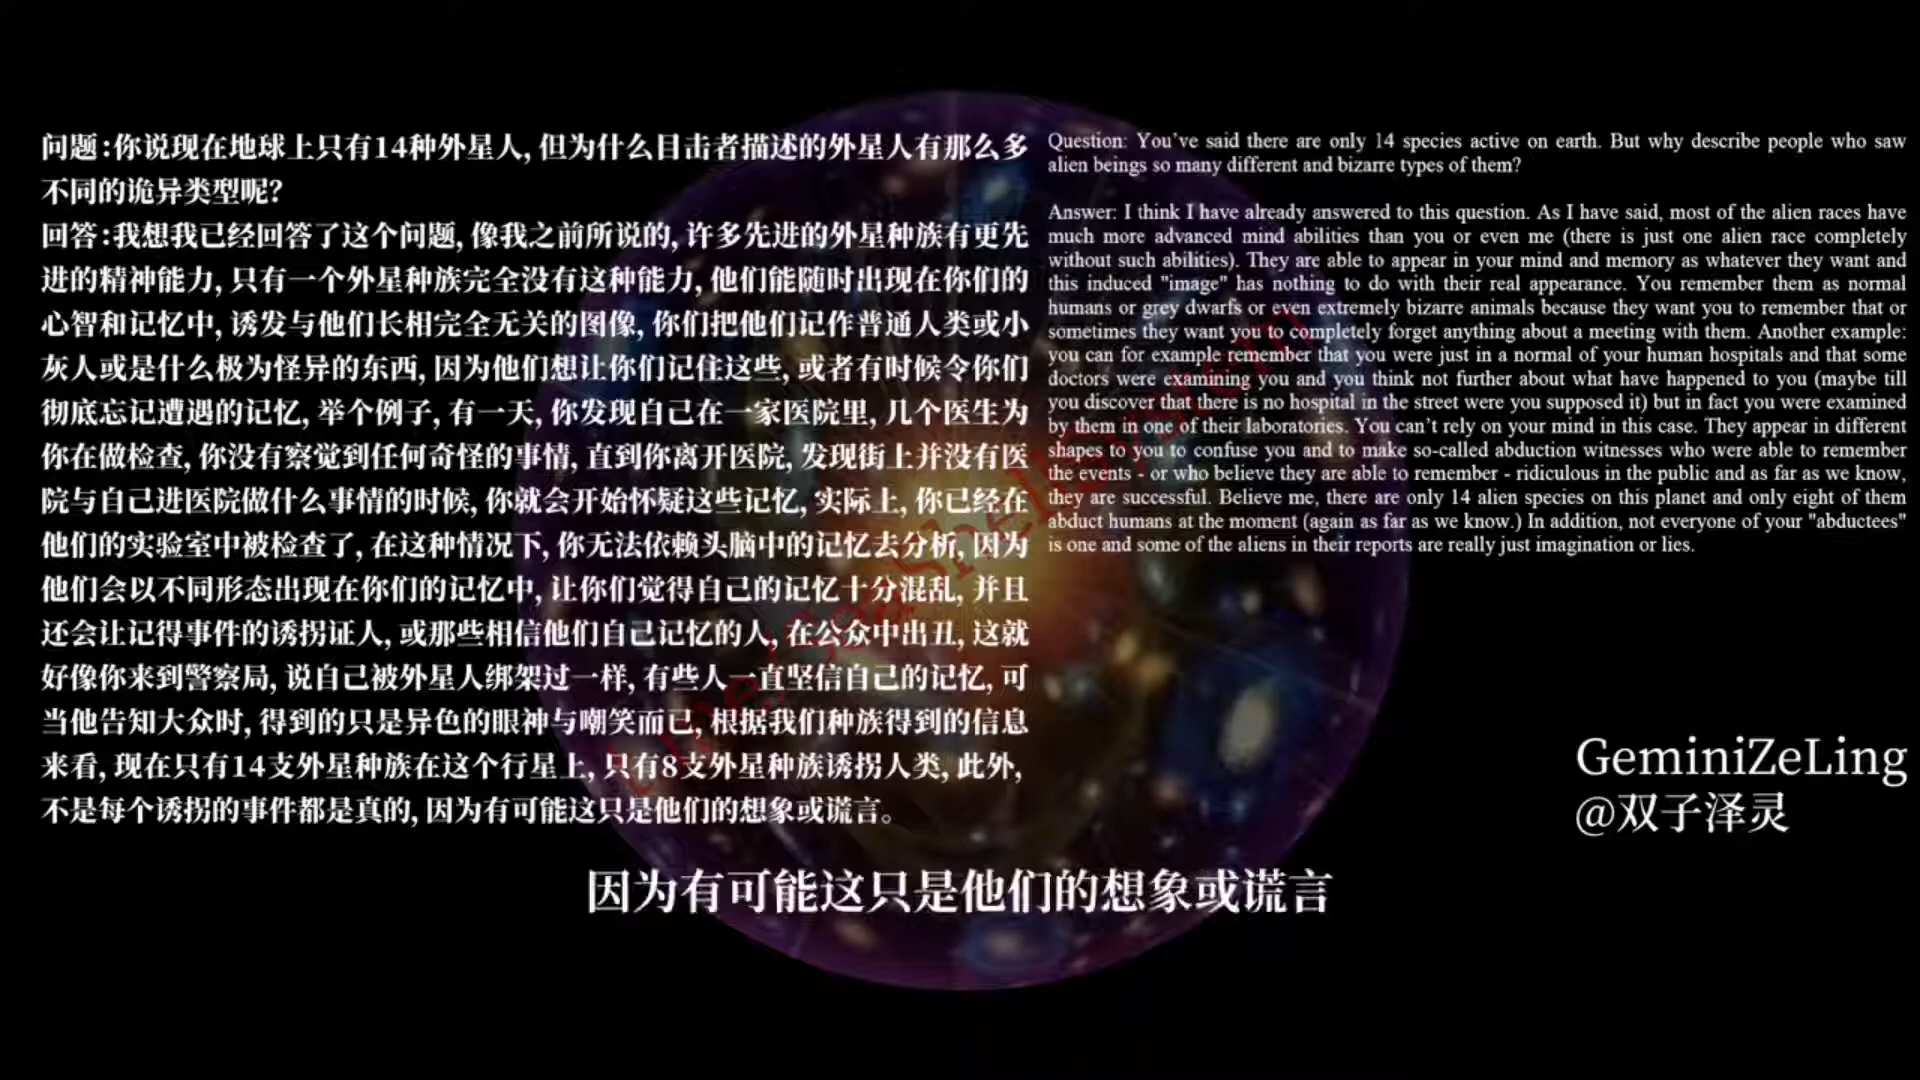 问题:你说现在地球上只有14种外星人, 但为什么目击者描述的外星人有那么多
不同的诡异类型呢?
回答:我想我已经回答了这个问题, 像我之前所说的, 许多先进的外星种族有更先
进的精神能力, 只有一个外星种族完全没有这种能力, 他们能随时出现在你们的
心智和记忆中, 诱发与他们长相完全无关的图像, 你们把他们记作普通人类或小
灰人或是什么极为怪异的东西, 因为他们想让你们记住这些, 或者有时候令你们
彻底忘记遭遇的记忆, 举个例子, 有一天, 你发现自己在一家医院里, 几个医生为
你在做检查, 你没有察觉到任何奇怪的事情, 直到你离开医院, 发现街上并没有医
院与自己进医院做什么事情的时候, 你就会开始怀疑这些记忆, 实际上, 你已经在
他们的实验室中被检查了, 在这种情况下, 你无法依赖头脑中的记忆去分析, 因为
他们会以不同形态出现在你们的记忆中, 让你们觉得自己的记忆十分混乱, 并且
还会让记得事件的诱拐证人, 或那些相信他们自己记忆的人, 在公众中出丑, 这就
好像你来到警察局, 说自己被外星人绑架过一样, 有些人一直坚信自己的记忆, 可
当他告知大众时, 得到的只是异色的眼神与嘲笑而已, 根据我们种族得到的信息
来看, 现在只有14支外星种族在这个行星上, 只有8支外星种族诱拐人类, 此外,
不是每个诱拐的事件都是真的, 因为有可能这只是他们的想象或谎言。
Question: You’ve said there are only 14 species active on earth. But why describe people who saw
alien beings so many different and bizarre types of them?
Answer: I think I have already answered to this question. As I have said, most of the alien races have
much more advanced mind abilities than you or even me (there is just one alien race completely
without such abilities). They are able to appear in your mind and memory as whatever they want and
this induced "image" has nothing to do with their real appearance. You remember them as normal
humans or grey dwarfs or even extremely bizarre animals because they want you to remember that or
sometimes they want you to completely forget anything about a meeting with them. Another example:
you can for example remember that you were just in a normal of your human hospitals and that some
doctors were examining you and you think not further about what have happened to you (maybe till
you discover that there is no hospital in the street were you supposed it) but in fact you were examined
by them in one of their laboratories. You can’t rely on your mind in this case. They appear in different
shapes to you to confuse you and to make so-called abduction witnesses who were able to remember
the events - or who believe they are able to remember - ridiculous in the public and as far as we know,
they are successful. Believe me, there are only 14 alien species on this planet and only eight of them
abduct humans at the moment (again as far as we know.) In addition, not everyone of your "abductees"
is one and some of the aliens in their reports are really just imagination or lies.
GeminiZeLing
@双子泽灵
因为有可能这只是他们的想象或谎言